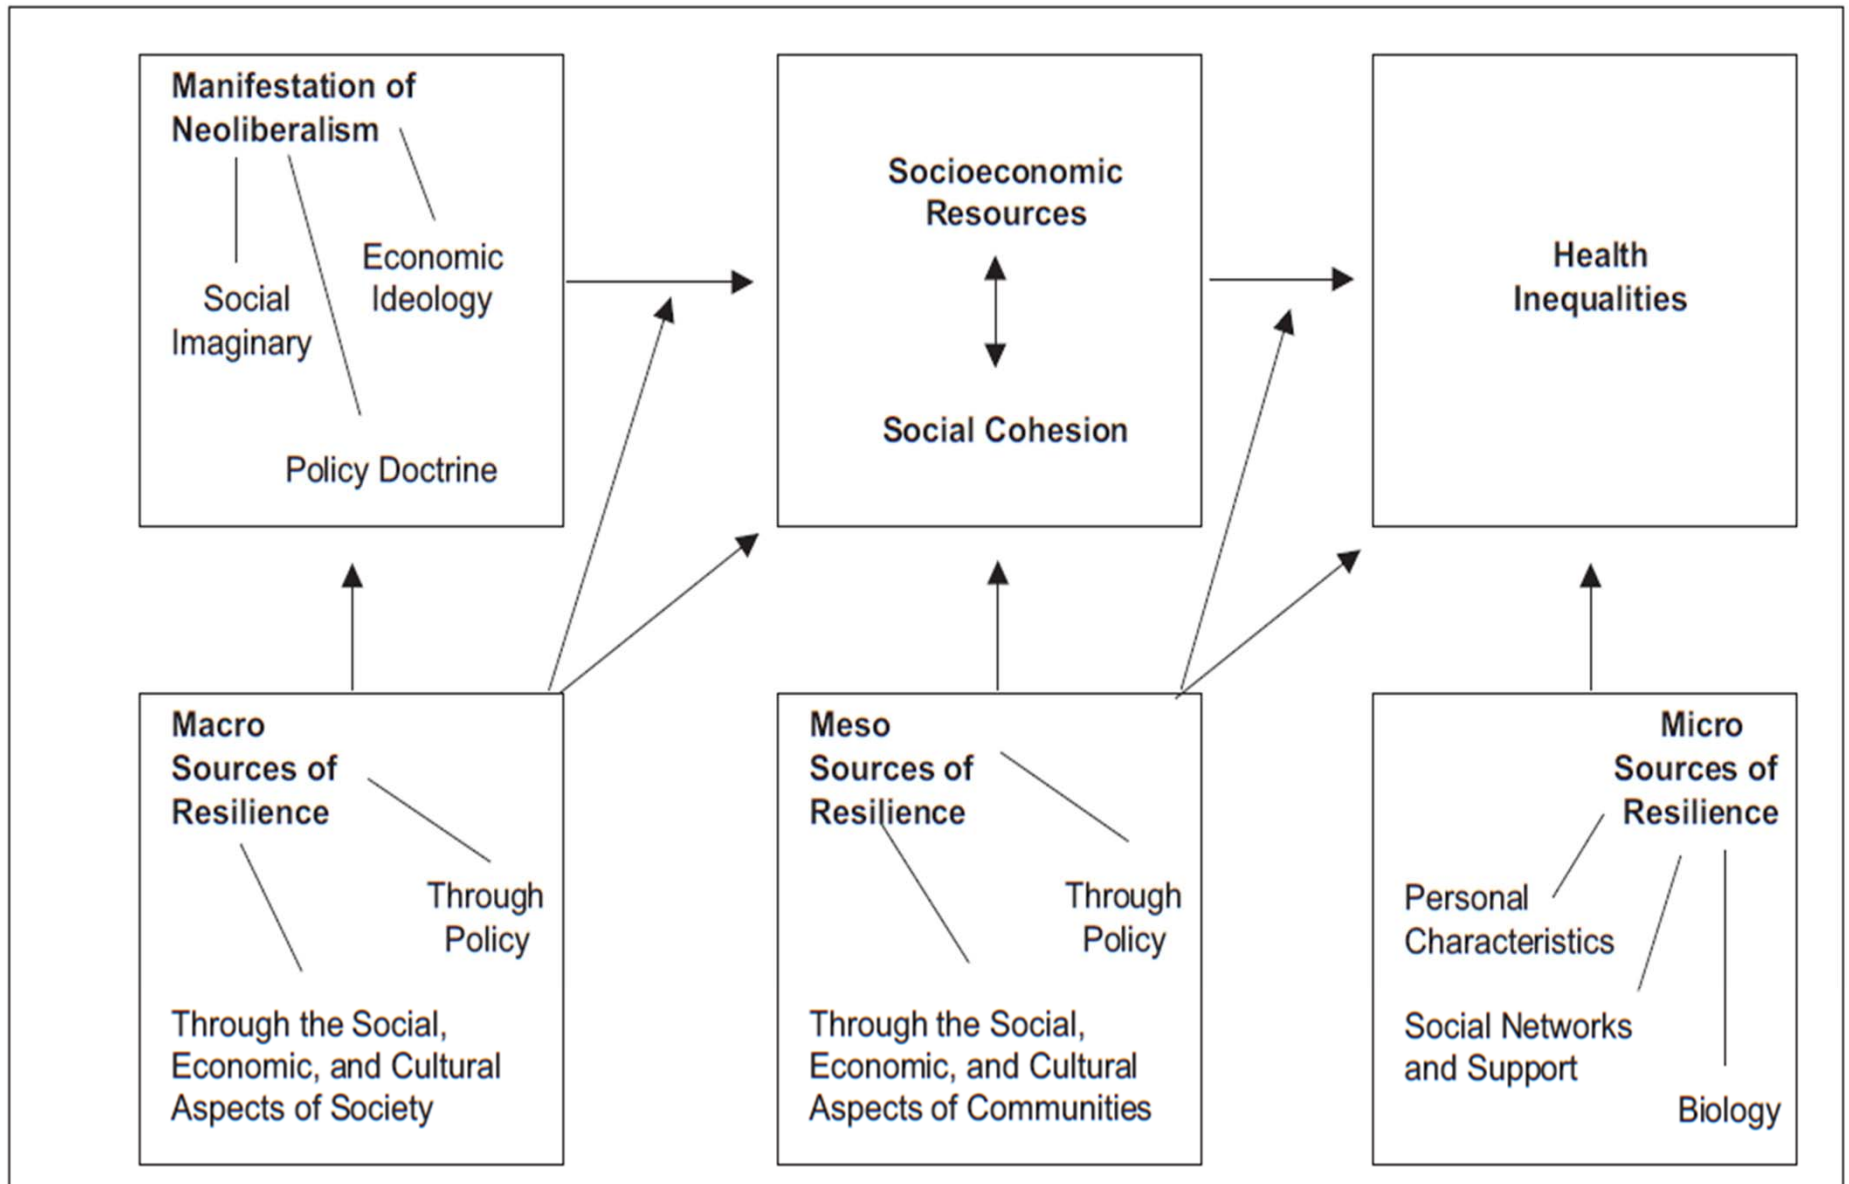 Manifestation of
Neoliberalism
Economic
Ideology
Social
Imaginary
Policy Doctrine
Socioeconomic
Resources
Social Cohesion
Health
Inequalities
Macro
Sources of
Resilience
Through
Policy
Through the Social,
Economic, and Cultural
Aspects of Society
Meso
Sources of
Resilience
Through
Policy
Through the Social,
Economic, and Cultural
Aspects of Communities
Micro
Sources of
Resilience
Personal
Characteristics
Social Networks
and Support
Biology